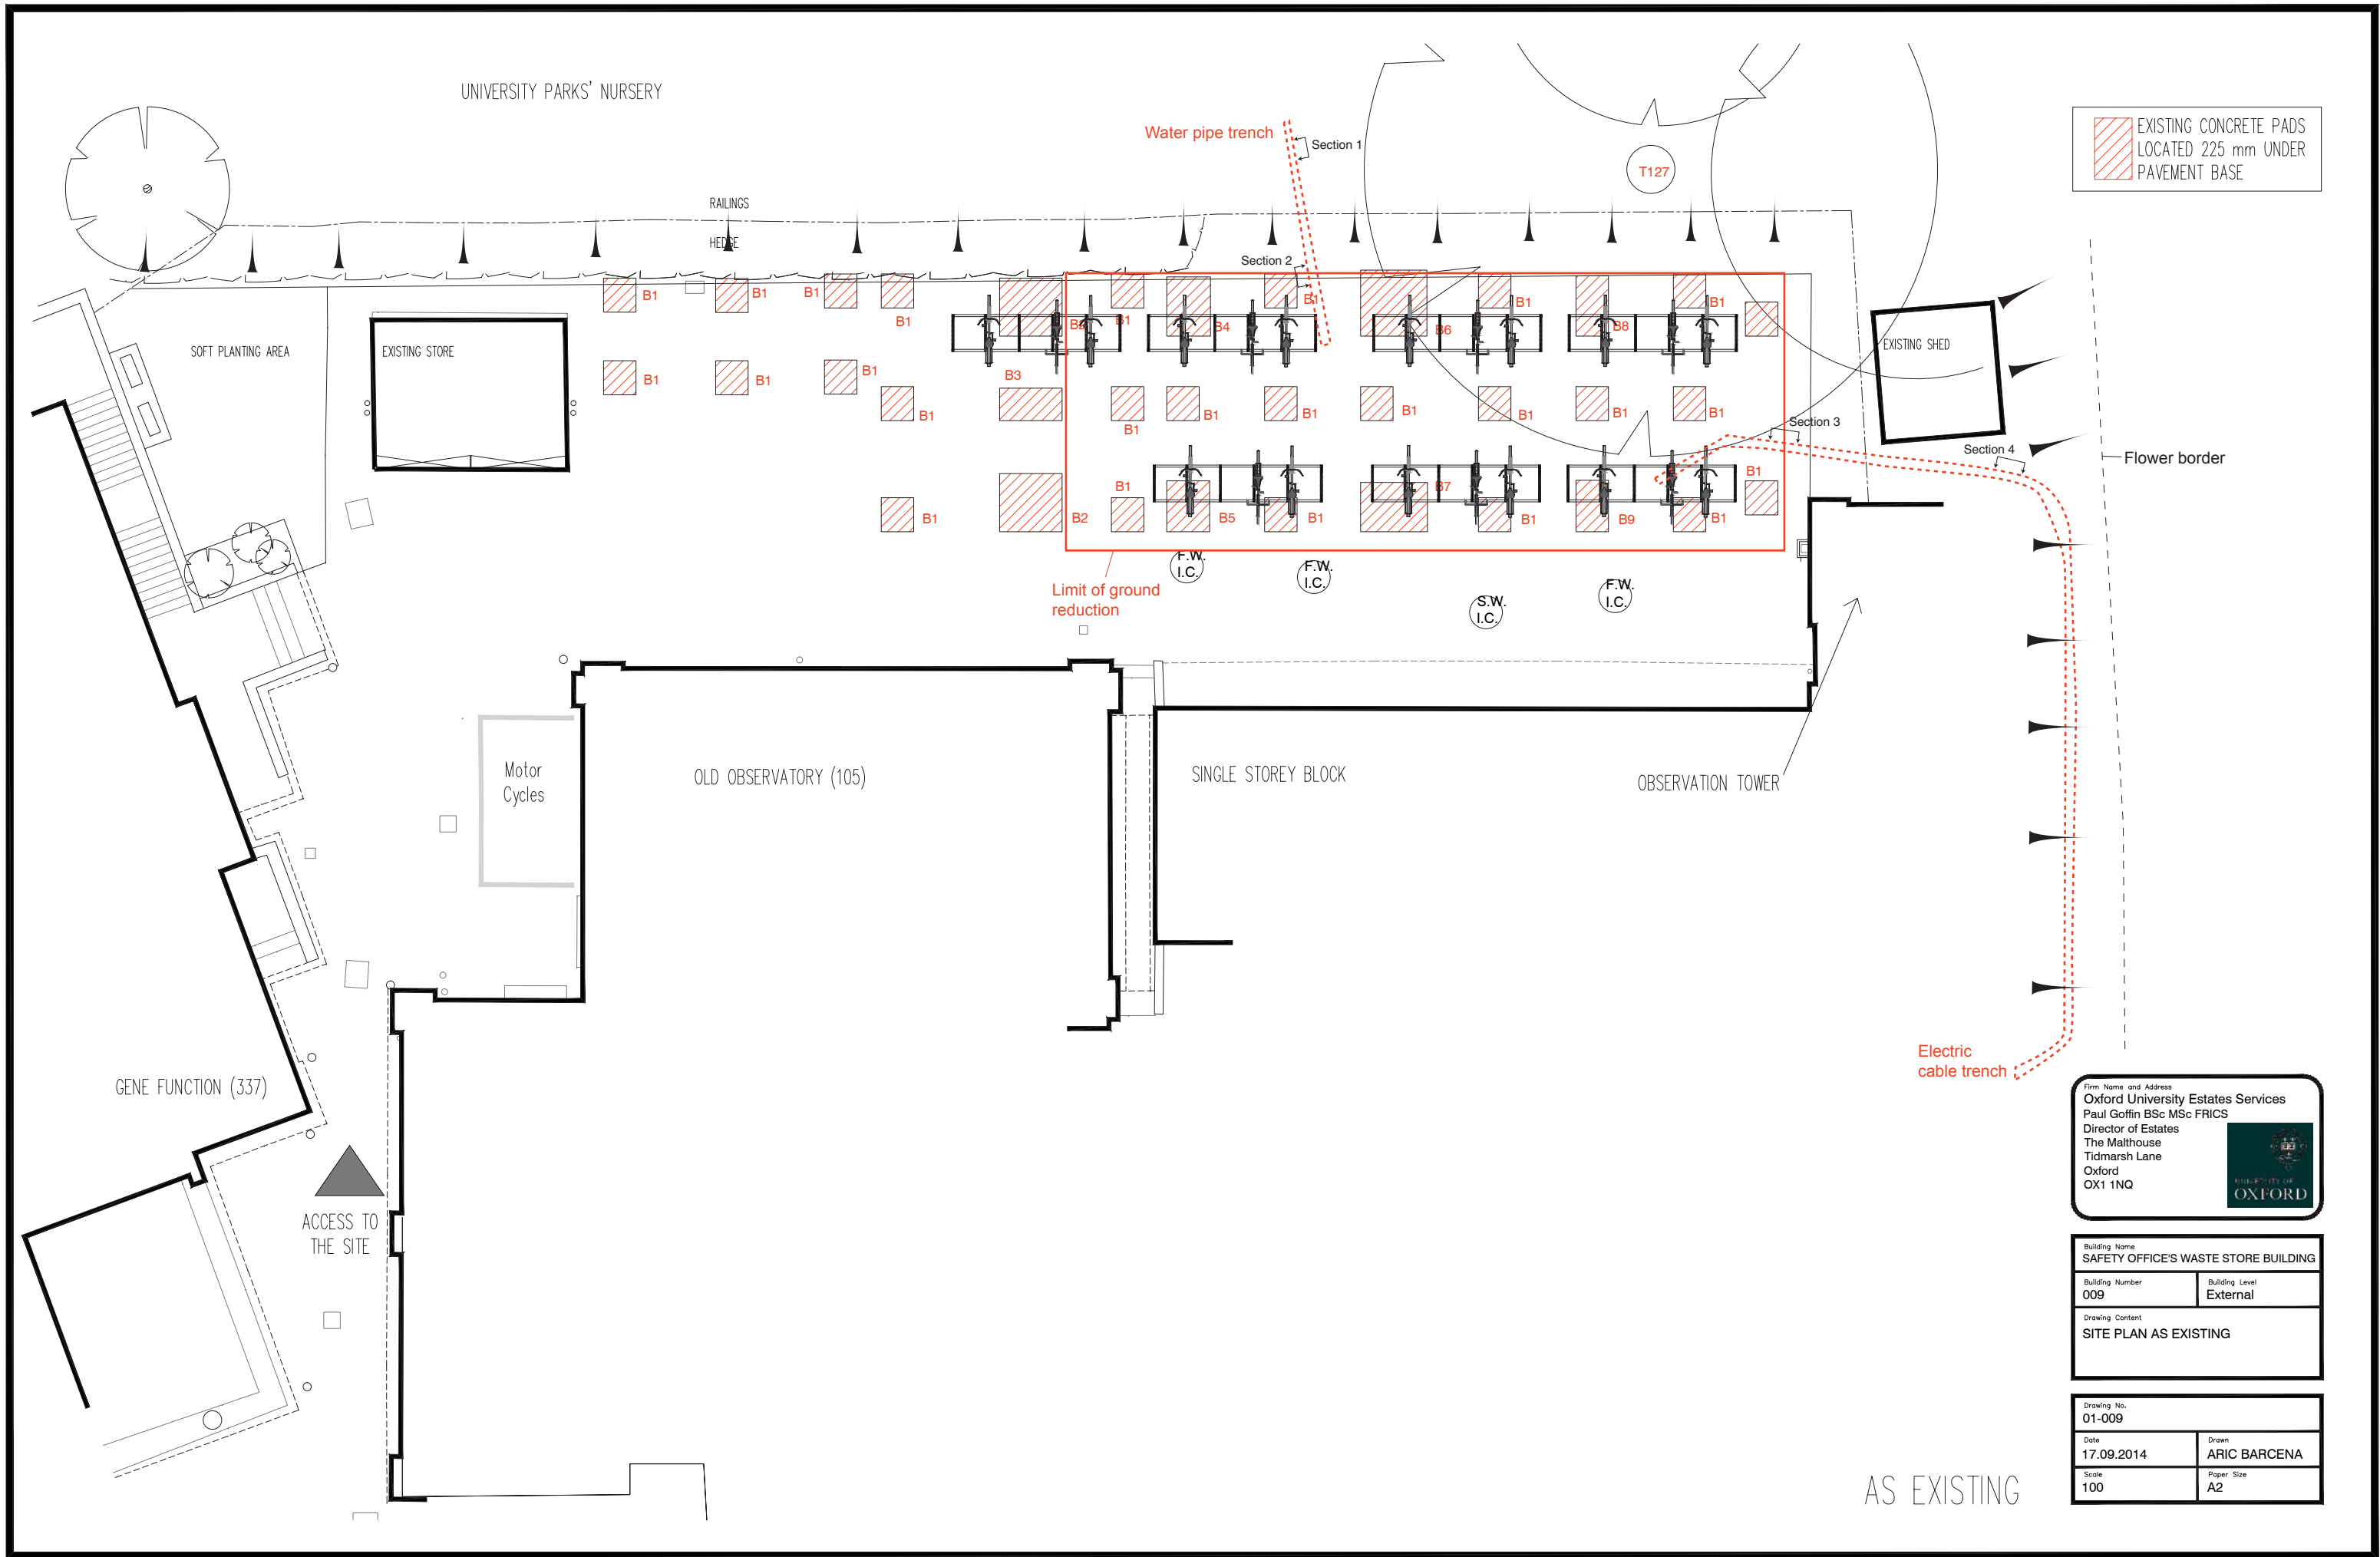 UNIVERSITY PARKS' NURSERY
Water pipe trench
Section 1
T127
EXISTING CONCRETE PADS
LOCATED 225 mm UNDER
PAVEMENT BASE
RAILINGS
HEDGE
Section 2
B1
B1
B1
B1
B2
B1
B4
B1
B6
B1
B8
B1
SOFT PLANTING AREA
EXISTING STORE
EXISTING SHED
B1
B1
B1
B3
B1
B1
B1
B1
B1
B1
B1
B1
Section 3
Section 4
Flower border
B1
B2
B1
B5
B1
B7
B1
B9
B1
B1
Limit of ground
reduction
F.W.
I.C.
F.W.
I.C.
S.W.
I.C.
F.W.
I.C.
Motor
Cycles
OLD OBSERVATORY (105)
SINGLE STOREY BLOCK
OBSERVATION TOWER
Electric
cable trench
GENE FUNCTION (337)
ACCESS TO
THE SITE
Firm Name and Address
Oxford University Estates Services
Paul Goffin BSc MSc FRICS
Director of Estates
The Malthouse
Tidmarsh Lane
Oxford
OX1 1NQ
UNIVERSITY OF
OXFORD
Building Name
SAFETY OFFICE'S WASTE STORE BUILDING
Building Number
009
Building Level
External
Drawing Content
SITE PLAN AS EXISTING
Drawing No.
01-009
Date
17.09.2014
Drawn
ARIC BARCENA
Scale
100
Paper Size
A2
AS EXISTING